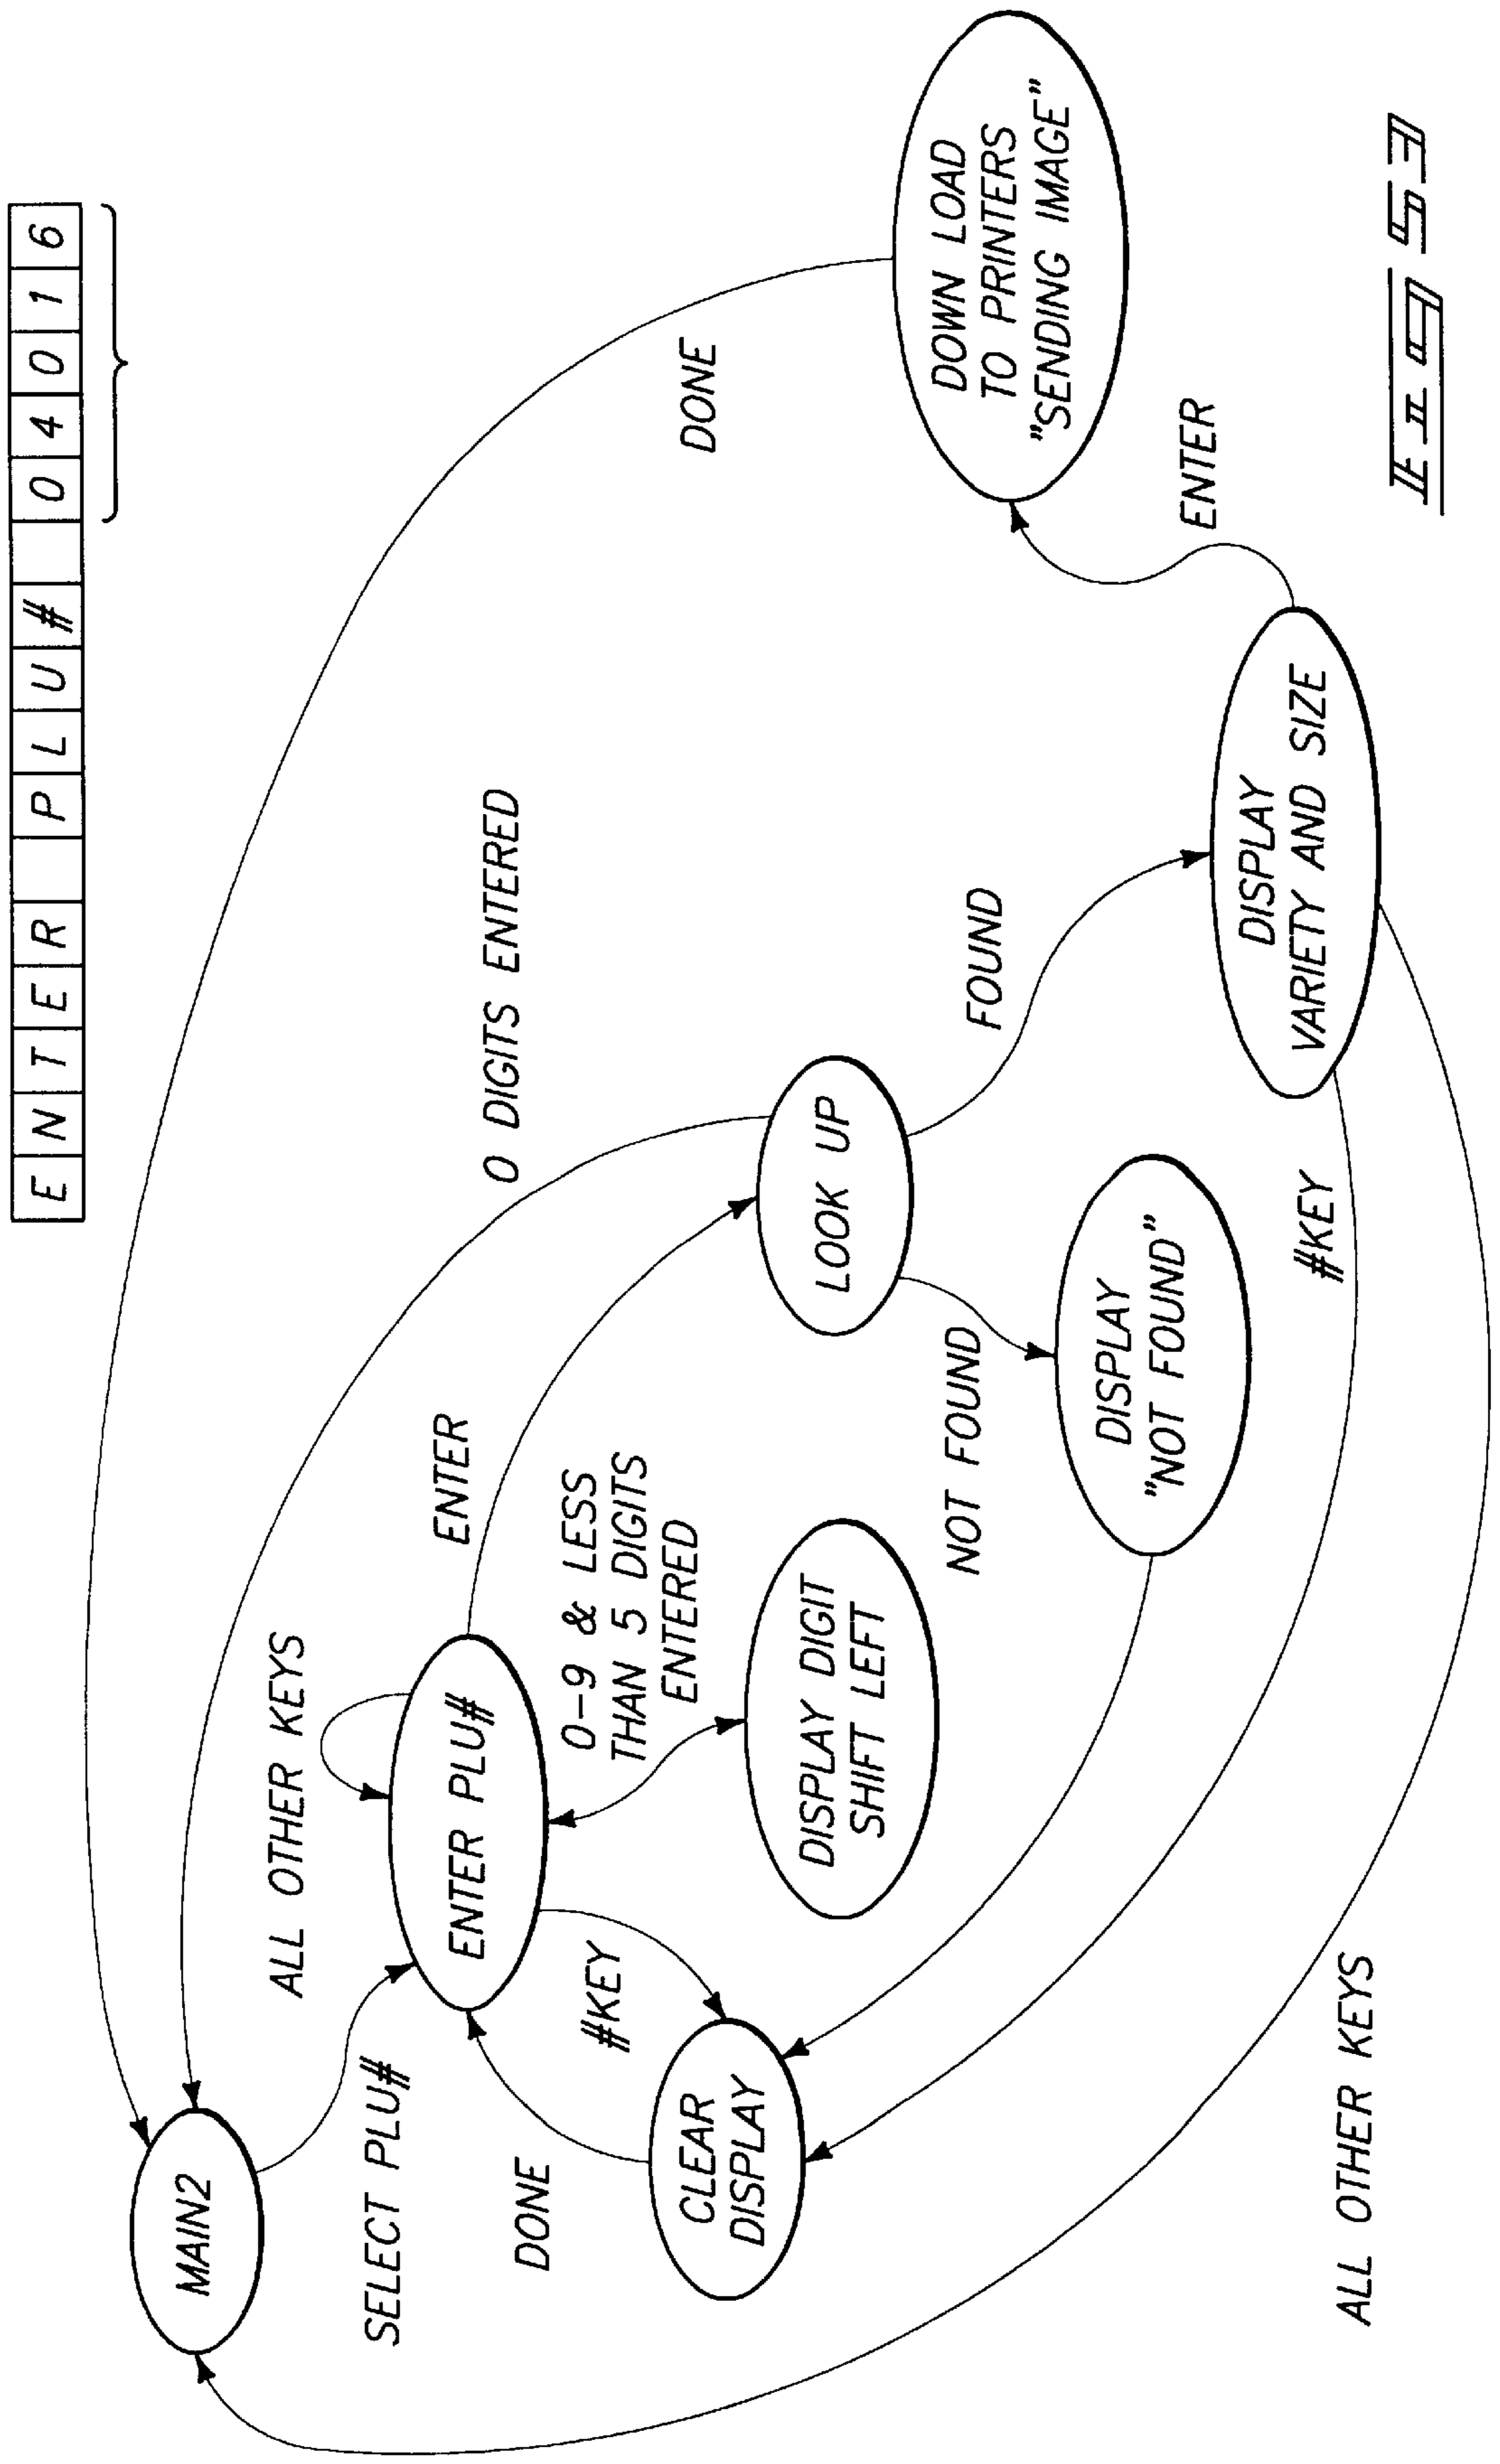 ENTER PLU# 04016
MAIN2
SELECT PLU#
ALL OTHER KEYS
ENTER PLU#
ENTER
0 DIGITS ENTERED
DONE
DONE
#KEY
0-9 & LESS
THAN 5 DIGITS
ENTERED
CLEAR
DISPLAY
DISPLAY DIGIT
SHIFT LEFT
LOOK UP
NOT FOUND
FOUND
DISPLAY
"NOT FOUND"
DOWN LOAD
TO PRINTERS
"SENDING IMAGE"
ENTER
DISPLAY
VARIETY AND SIZE
#KEY
ALL OTHER KEYS
FIG 53